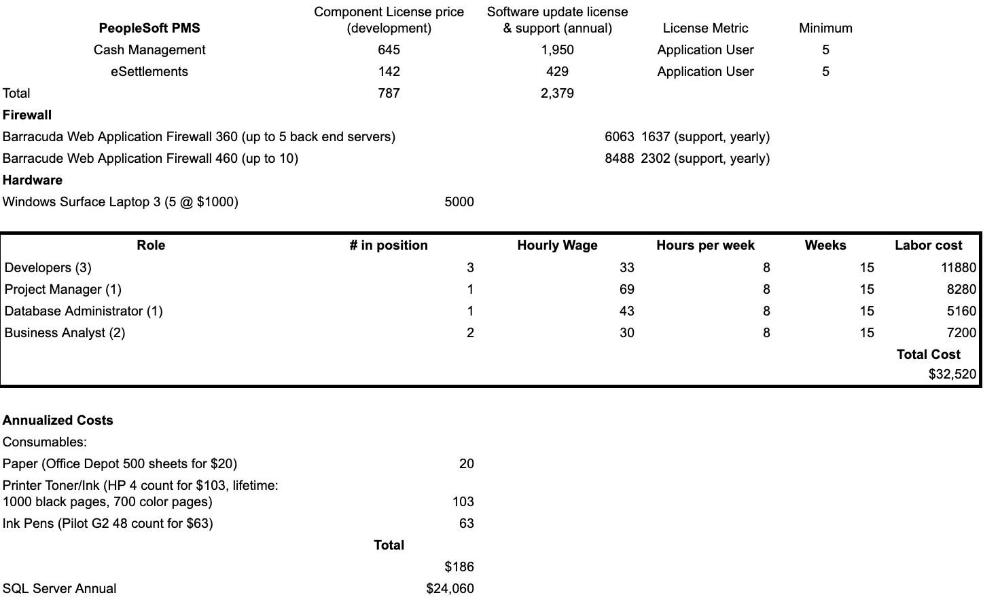 PeopleSoft PMS Component License price (development) Software update license & support (annual) License Metric Minimum
Cash Management 645 1,950 Application User 5
eSettlements 142 429 Application User 5
Total 787 2,379
Firewall
Barracuda Web Application Firewall 360 (up to 5 back end servers) 6063 1637 (support, yearly)
Barracude Web Application Firewall 460 (up to 10) 8488 2302 (support, yearly)
Hardware
Windows Surface Laptop 3 (5 @ $1000) 5000
Role # in position Hourly Wage Hours per week Weeks Labor cost
Developers (3) 3 33 8 15 11880
Project Manager (1) 1 69 8 15 8280
Database Administrator (1) 1 43 8 15 5160
Business Analyst (2) 2 30 8 15 7200
Total Cost
$32,520
Annualized Costs
Consumables:
Paper (Office Depot 500 sheets for $20) 20
Printer Toner/Ink (HP 4 count for $103, lifetime:
1000 black pages, 700 color pages) 103
Ink Pens (Pilot G2 48 count for $63) 63
Total
$186
SQL Server Annual $24,060